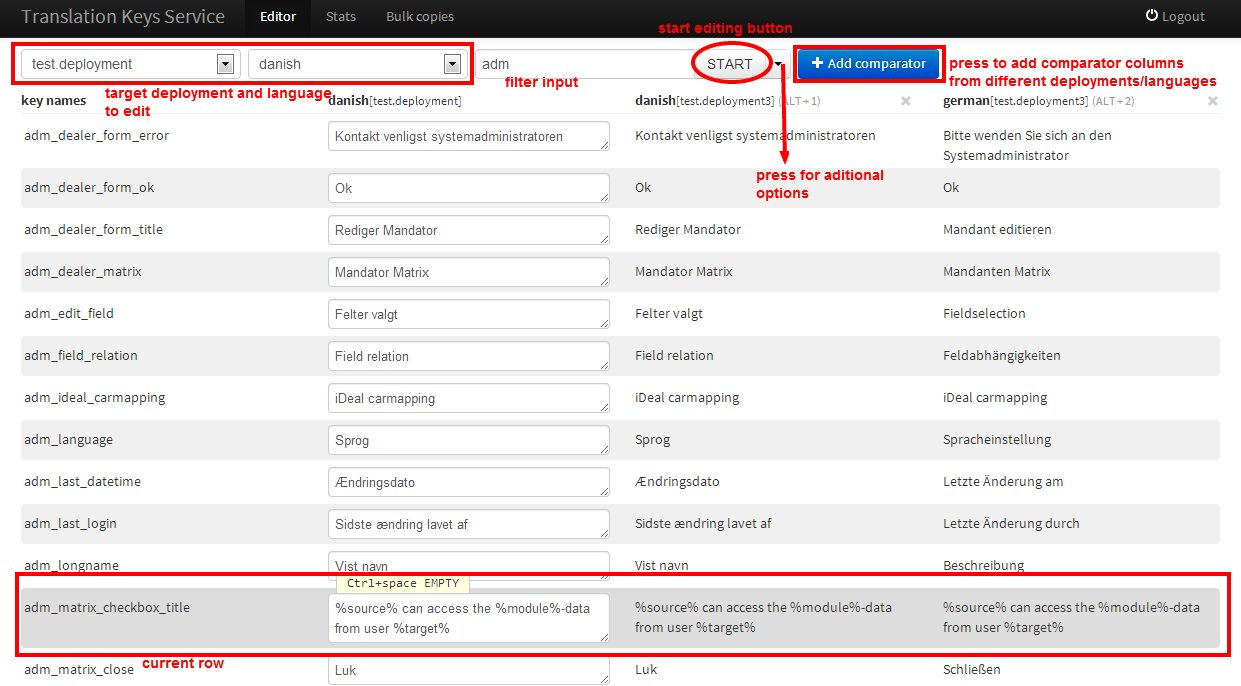 Translation Keys Service Editor Stats Bulk copies Logout
start editing button
test.deployment danish adm START + Add comparator
press to add comparator columns
from different deployments/languages
filter input
target deployment and language
to edit
key names danish[test.deployment] danish[test.deployment3] (ALT+1) × german[test.deployment3] (ALT+2) ×
adm_dealer_form_error Kontakt venligst systemadministratoren Kontakt venligst systemadministratoren Bitte wenden Sie sich an den
Systemadministrator
press for aditional
options
adm_dealer_form_ok Ok Ok Ok
adm_dealer_form_title Rediger Mandator Rediger Mandator Mandant editieren
adm_dealer_matrix Mandator Matrix Mandator Matrix Mandanten Matrix
adm_edit_field Felter valgt Felter valgt Fieldselection
adm_field_relation Field relation Field relation Feldabhängigkeiten
adm_ideal_carmapping iDeal carmapping iDeal carmapping iDeal carmapping
adm_language Sprog Sprog Spracheinstellung
adm_last_datetime Ændringsdato Ændringsdato Letzte Änderung am
adm_last_login Sidste ændring lavet af Sidste ændring lavet af Letzte Änderung durch
adm_longname Vist navn Vist navn Beschreibung
Ctrl+space EMPTY
adm_matrix_checkbox_title %source% can access the %module%-data %source% can access the %module%-data %source% can access the %module%-data
from user %target% from user %target% from user %target%
current row
adm_matrix_close Luk Luk Schließen